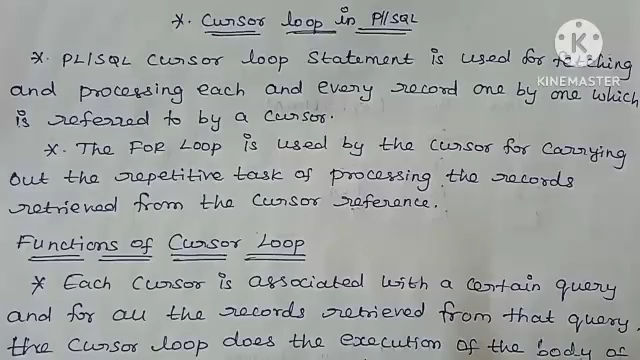 *. Cursor loop in Pl/SQL
*. PL/SQL cursor loop statement is used for fetching
and processing each and every record one by one which
is referred to by a cursor.
*. The FOR LOOP is used by the cursor for carrying
out the repetitive task of processing the records
retrieved from the cursor reference.
Functions of Cursor Loop
* Each cursor is associated with a certain query
and for all the records retrieved from that query,
the cursor loop does the execution of the body of
K
KINEMASTER